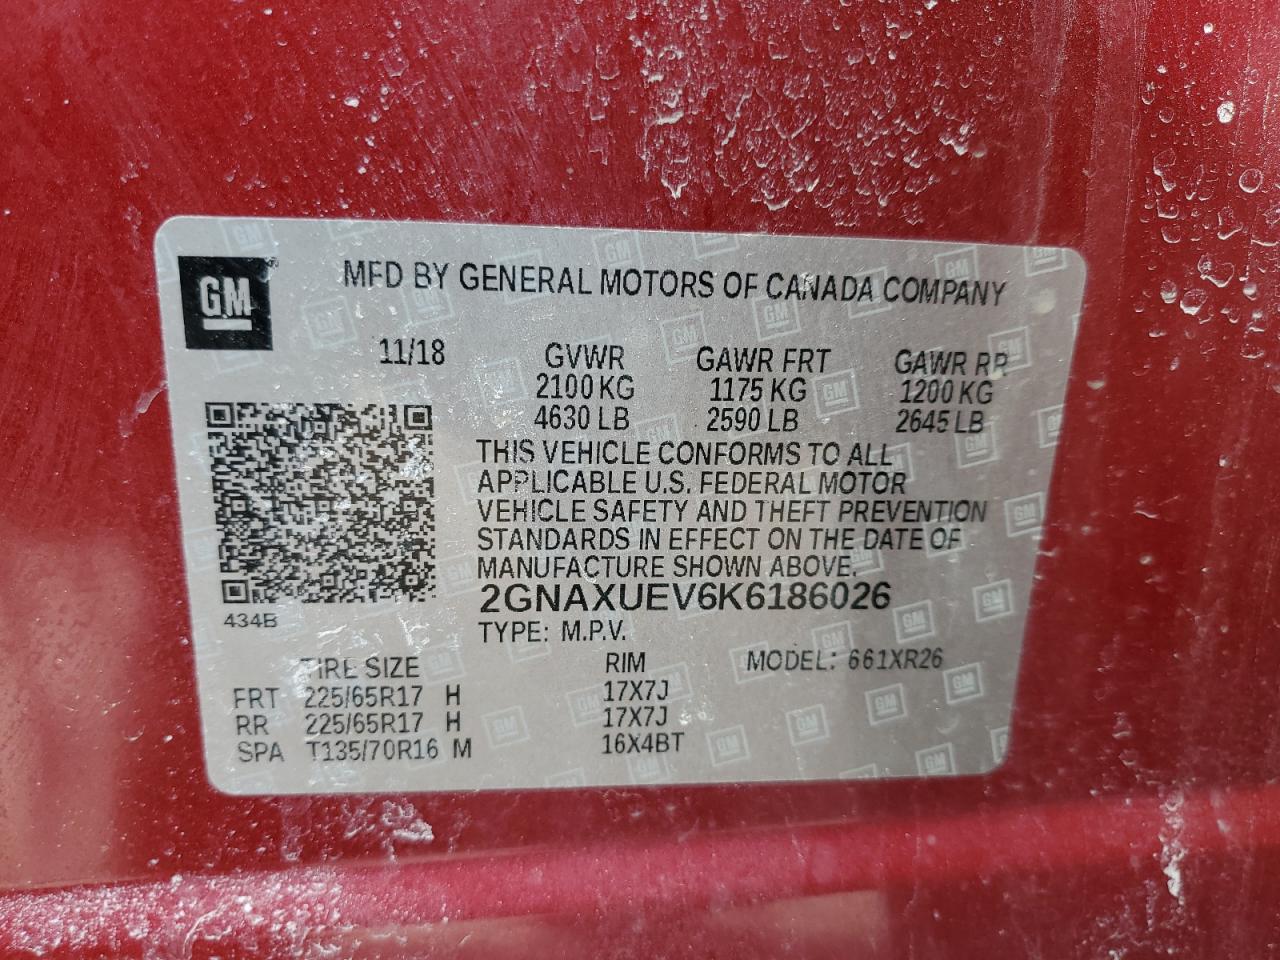 GM
MFD BY GENERAL MOTORS OF CANADA COMPANY
11/18
GVWR GAWR FRT GAWR RR
2100 KG 1175 KG 1200 KG
4630 LB 2590 LB 2645 LB
THIS VEHICLE CONFORMS TO ALL
APPLICABLE U.S. FEDERAL MOTOR
VEHICLE SAFETY AND THEFT PREVENTION
STANDARDS IN EFFECT ON THE DATE OF
MANUFACTURE SHOWN ABOVE.
2GNAXUEV6K6186026
434B
TYPE: M.P.V.
TIRE SIZE RIM MODEL: 661XR26
FRT 225/65R17 H 17X7J
RR 225/65R17 H 17X7J
SPA T135/70R16 M 16X4BT